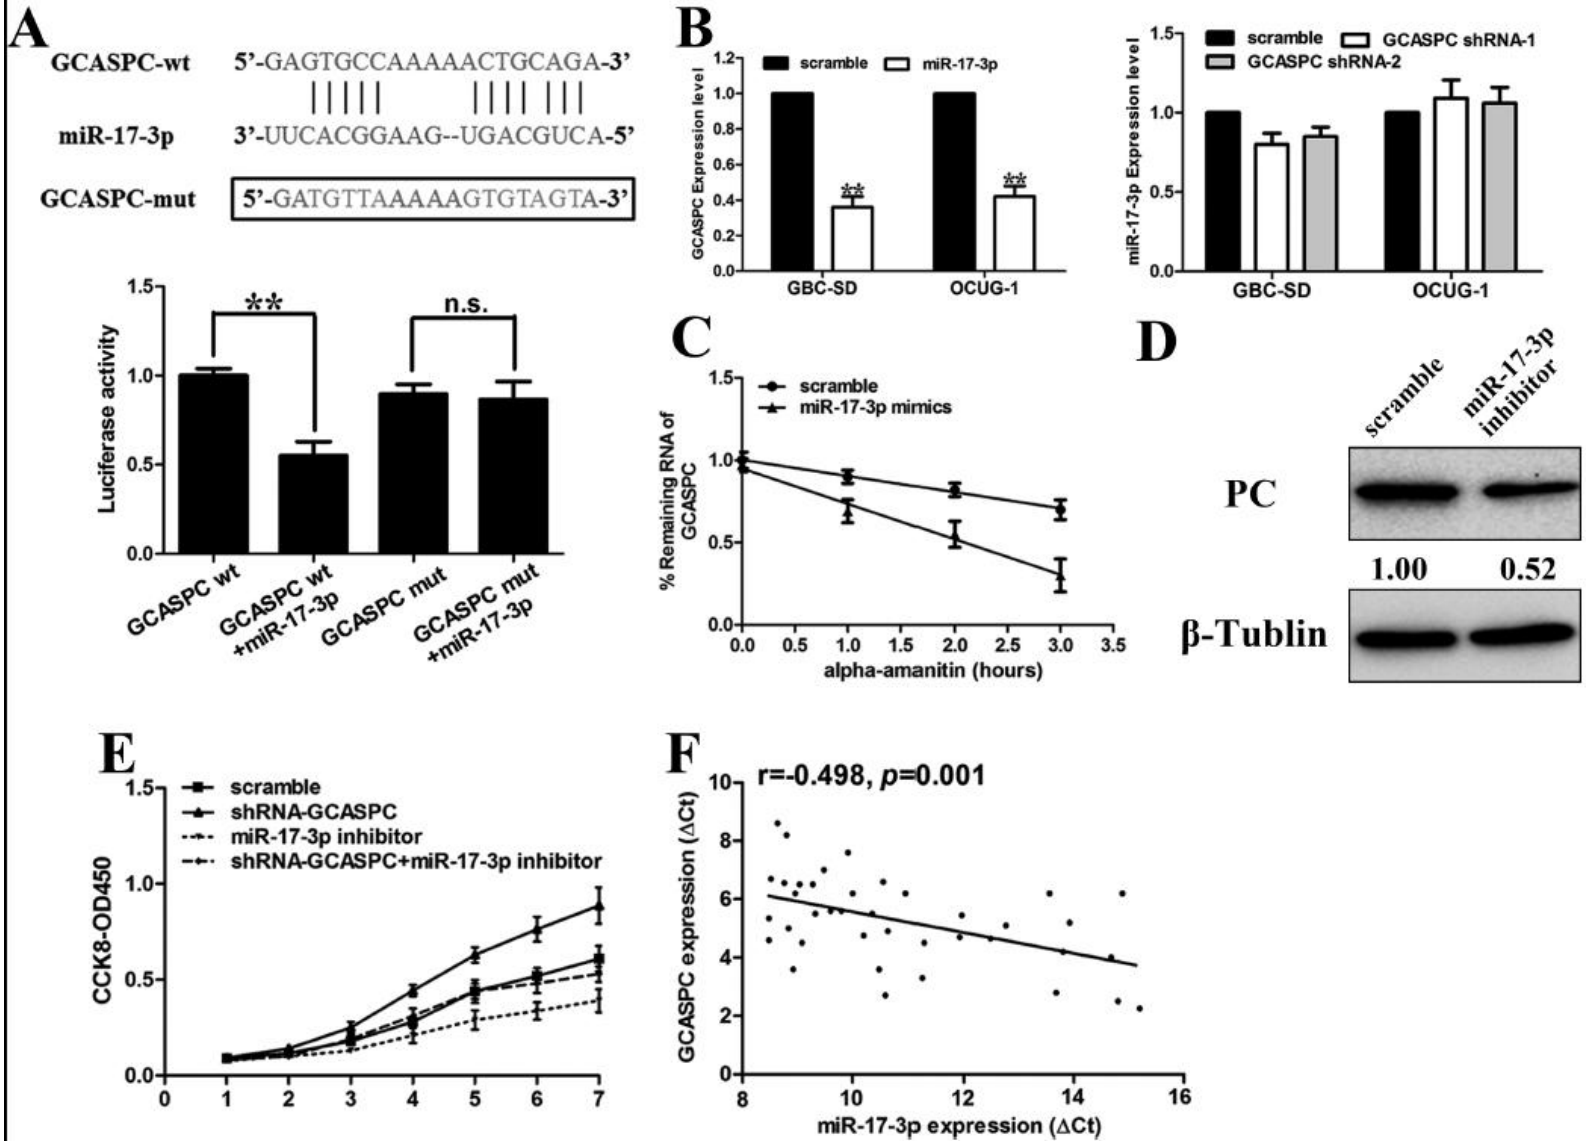 A
GCASPC-wt 5’-GAGTGCCAAAAACTGCAGA-3’
miR-17-3p 3’-UUCACGGAAG--UGACGUCA-5’
GCASPC-mut 5’-GATGTTAAAAAGTGTAGTA-3’
Luciferase activity
1.5
1.0
0.5
0.0
**
n.s.
GCASPC wt
GCASPC wt
+miR-17-3p
GCASPC mut
GCASPC mut
+miR-17-3p
B
GCASPC Expression level
1.2
1.0
0.8
0.6
0.4
0.2
0.0
scramble miR-17-3p
**
**
GBC-SD OCUG-1
miR-17-3p Expression level
1.5
1.0
0.5
0.0
scramble GCASPC shRNA-1
GCASPC shRNA-2
GBC-SD OCUG-1
C
% Remaining RNA of
GCASPC
1.5
1.0
0.5
0.0
scramble
miR-17-3p mimics
0.0 0.5 1.0 1.5 2.0 2.5 3.0 3.5
alpha-amanitin (hours)
D
scramble
miR-17-3p
inhibitor
PC
1.00 0.52
β-Tublin
E
CCK8-OD450
1.5
1.0
0.5
0.0
scramble
shRNA-GCASPC
miR-17-3p inhibitor
shRNA-GCASPC+miR-17-3p inhibitor
0 1 2 3 4 5 6 7
F
r=-0.498, p=0.001
GCASPC expression (ΔCt)
10
8
6
4
2
0
8 10 12 14 16
miR-17-3p expression (ΔCt)